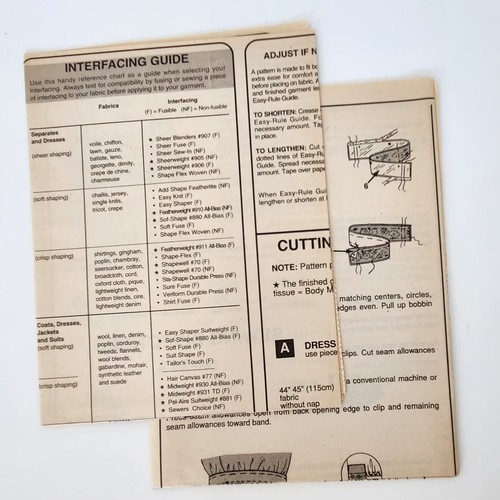 INTERFACING GUIDE
Use this handy reference chart as a guide when selecting your
interfacing. Always test for compatibility by fusing or sewing a piece
of interfacing to your fabric before applying it to your garment.
Fabrics
Interfacing
(F) = Fusible (NF) = Non-fusible
Separates
and Dresses
(sheer shaping)
voile, chiffon,
lawn, gauze,
batiste, leno,
georgette, dimity,
crepe de chine,
charmeuse
★ Sheer Blenders #907 (F)
• Sheer Fuse (F)
• Sheer Sew-In (NF)
★ Sheerweight #905 (NF)
★ Sheerweight #906 (F)
• Shape Flex Woven (NF)
(soft shaping)
challis, jersey,
single knits,
tricot, crepe
• Add Shape Featherlite (NF)
• Easy Knit (F)
• Easy Shaper (F)
★ Featherweight #910 All-Bias (NF)
★ Sof-Shape #880 All-Bias (F)
• Soft Fuse (F)
• Shape Flex Woven (NF)
(crisp shaping)
shirtings, gingham,
poplin, chambray,
seersucker, cotton,
broadcloth, cord,
oxford cloth, pique,
lightweight linen,
cotton blends, oire,
lightweight denim
★ Featherweight #911 All-Bias (F)
• Shape-Flex (F)
★ Shapewell #70 (F)
★ Shapewell #70 (NF)
• Sta-Shape Durable Press (NF)
• Sure Fuse (F)
• Veriform Durable Press (NF)
• Shirt Fuse (F)
Coats, Dresses,
Jackets
and Suits
(soft shaping)
wool, linen, denim,
poplin, corduroy,
tweeds, flannels,
wool blends,
gabardine, mohair,
synthetic leather
and suede
• Easy Shaper Suitweight (F)
★ Sof-Shape #880 All-Bias (F)
• Soft Fuse (F)
• Suit Shape (F)
• Tailor's Touch (F)
(crisp shaping)
• Hair Canvas #77 (NF)
★ Midweight #930 All-Bias (NF)
★ Midweight #931 TD (F)
★ Pel-Aire Suitweight #881 (F)
★ Sewers Choice (NF)
ADJUST IF N
A pattern is made to fit bo
extra ease for comfort a
before placing on fabric. A
and finished garment le
Easy-Rule Guide.
TO SHORTEN: Crease
Easy-Rule Guide. Fo
necessary amount. Tap
in place.
TO LENGTHEN: Cut
dotted lines of Easy-Ru
Guide. Spread necess
amount. Tape over pape
When Easy-Rule Gui
lengthen or shorten at
CUTTIN
NOTE: Pattern p
★ The finished g
tissue = Body M
A
DRESS
use piece
44" 45" (115cm)
fabric
without nap
matching centers, circles,
edges even. Pull up bobbin
clips. Cut seam allowances
a conventional machine or
seam allowances open from back opening edge to clip and remaining
seam allowances toward band.